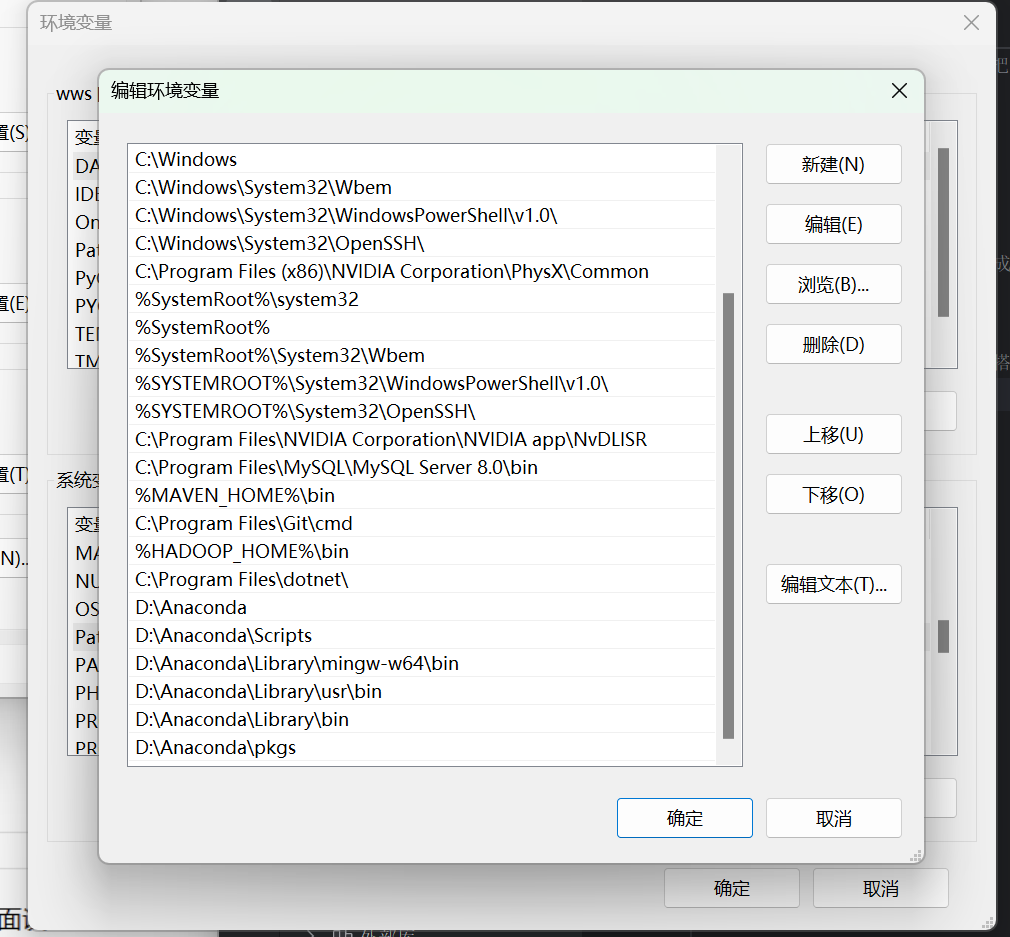 环境变量
编辑环境变量
wws
置(S)
变量
DA
IDE
On
Pat
Py
PY
TEM
TM
置(E)
C:\Windows
C:\Windows\System32\Wbem
C:\Windows\System32\WindowsPowerShell\v1.0\
C:\Windows\System32\OpenSSH\
C:\Program Files (x86)\NVIDIA Corporation\PhysX\Common
%SystemRoot%\system32
%SystemRoot%
%SystemRoot%\System32\Wbem
%SYSTEMROOT%\System32\WindowsPowerShell\v1.0\
%SYSTEMROOT%\System32\OpenSSH\
C:\Program Files\NVIDIA Corporation\NVIDIA app\NvDLISR
C:\Program Files\MySQL\MySQL Server 8.0\bin
%MAVEN_HOME%\bin
C:\Program Files\Git\cmd
%HADOOP_HOME%\bin
C:\Program Files\dotnet\
D:\Anaconda
D:\Anaconda\Scripts
D:\Anaconda\Library\mingw-w64\bin
D:\Anaconda\Library\usr\bin
D:\Anaconda\Library\bin
D:\Anaconda\pkgs
新建(N)
编辑(E)
浏览(B)...
删除(D)
上移(U)
下移(O)
编辑文本(T)...
置(T)
系统变
变量
MA
NU
OS
Pat
PA
PH
PR
PR
N)..
确定
取消
确定
取消